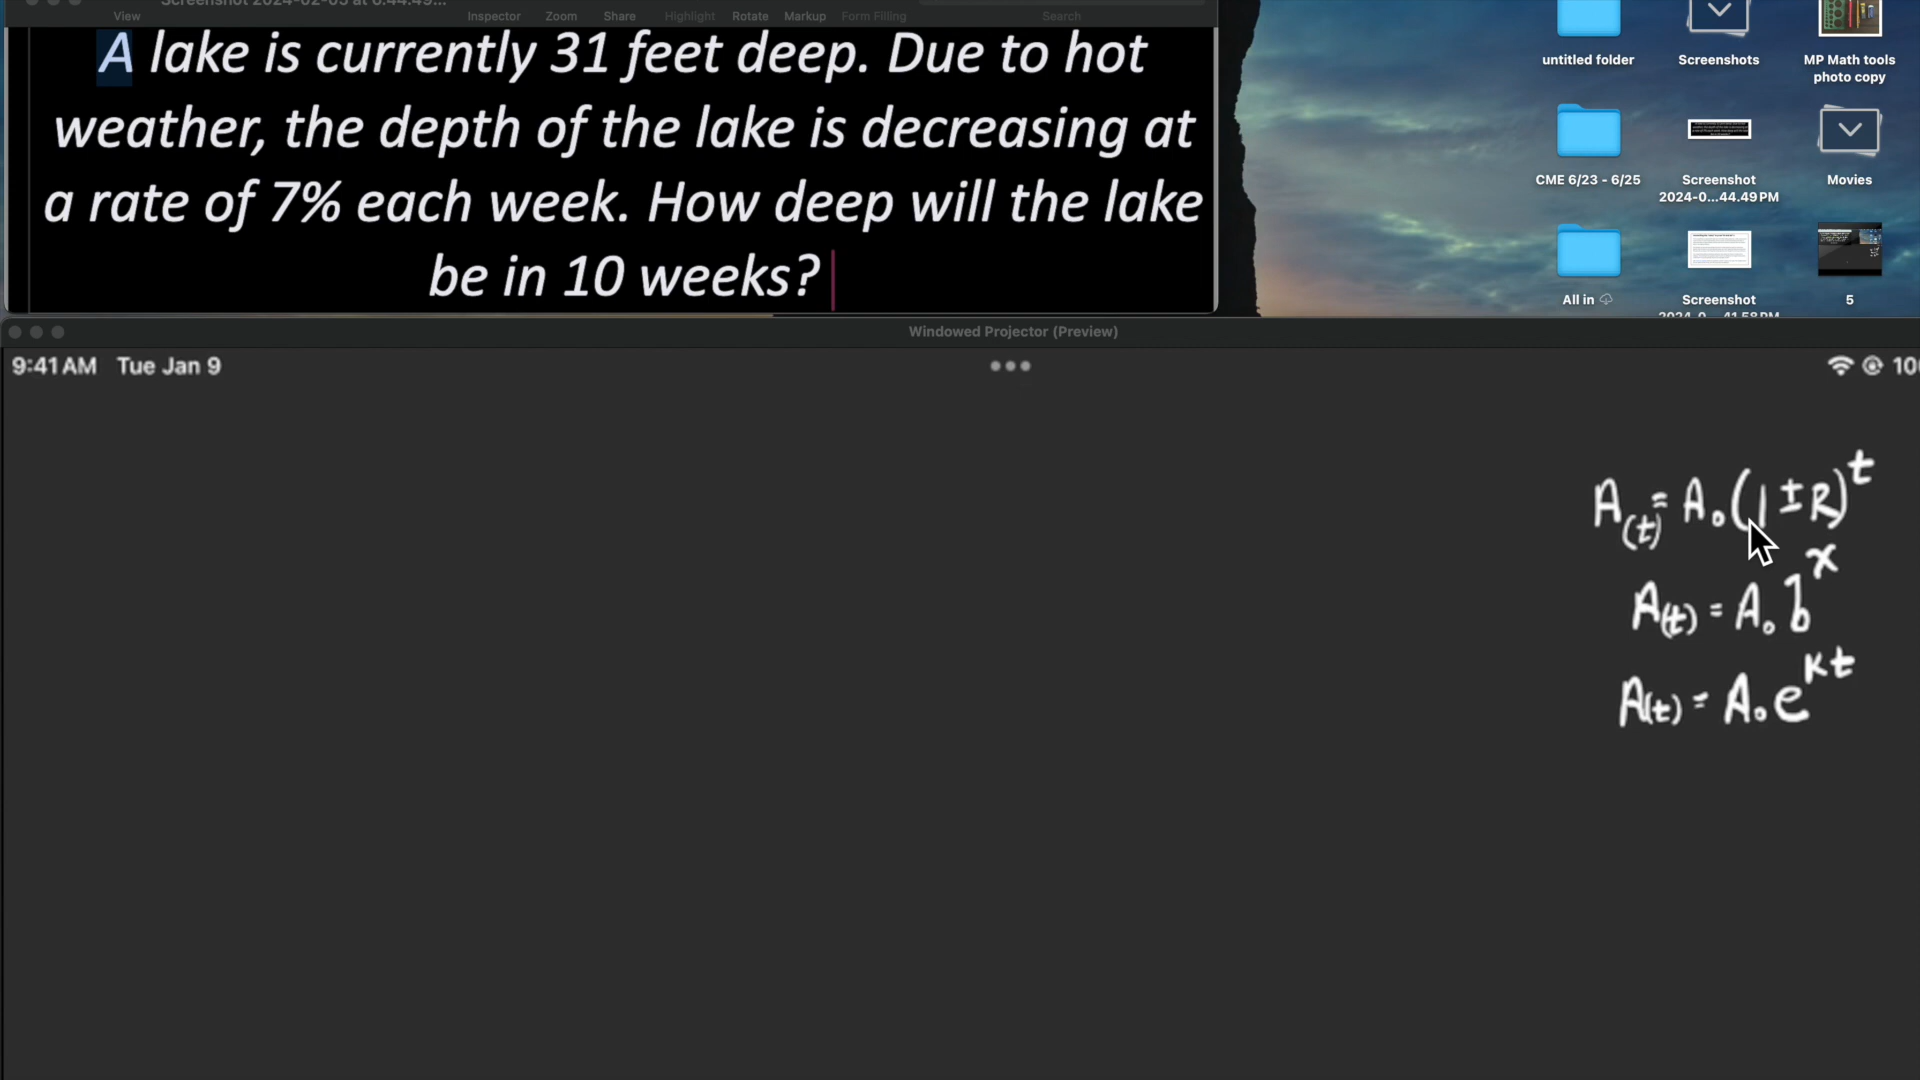 View
Inspector
Zoom
Share
Highlight
Rotate
Markup
Form Filling
Search
A lake is currently 31 feet deep. Due to hot
weather, the depth of the lake is decreasing at
a rate of 7% each week. How deep will the lake
be in 10 weeks?
untitled folder
Screenshots
MP Math tools
photo copy
CME 6/23 - 6/25
Screenshot
2024-0...44.49 PM
Movies
All in
Screenshot
5
Windowed Projector (Preview)
9:41 AM Tue Jan 9
A(t) = A₀(1 ± R)^t
A(t) = A₀b^x
A(t) = A₀e^kt